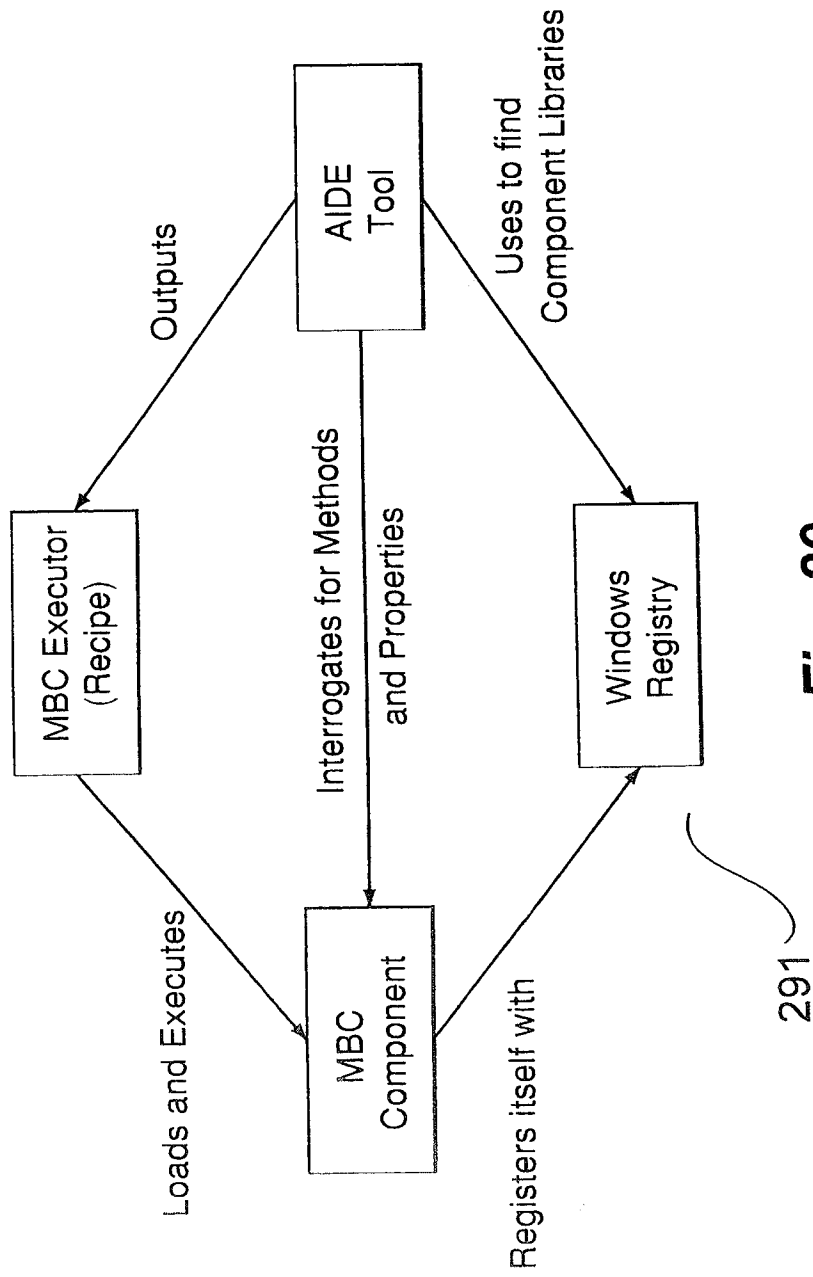 MBC Executor
(Recipe)
Outputs
Loads and Executes
AIDE
Tool
Interrogates for Methods
and Properties
MBC
Component
Uses to find
Component Libraries
Registers itself with
Windows
Registry
291